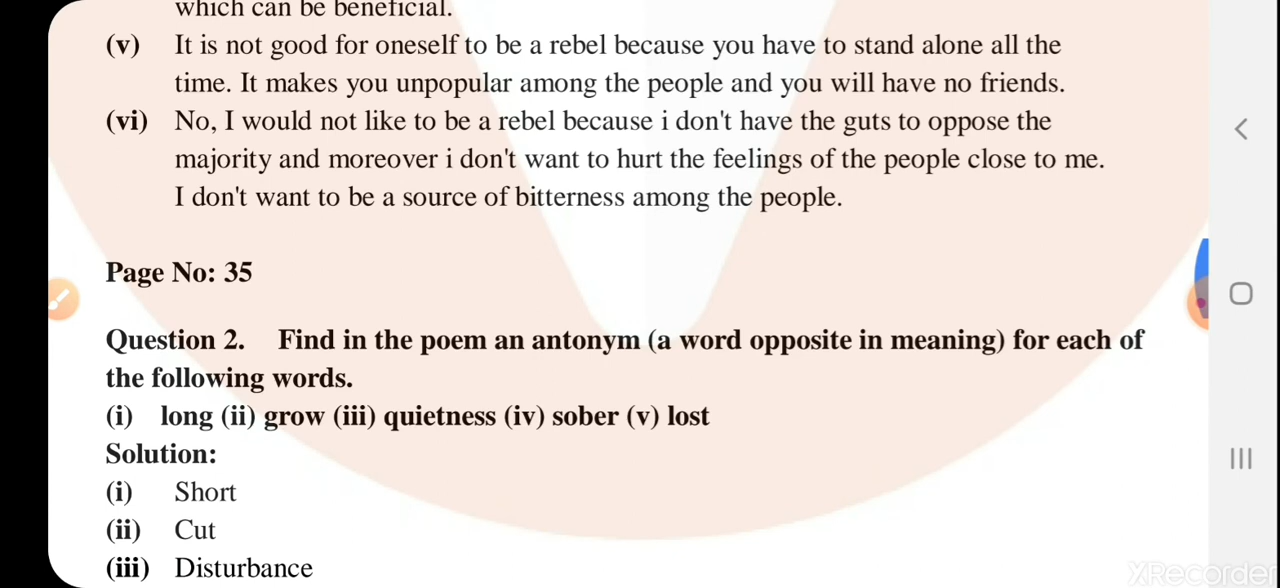 which can be beneficial.
(v) It is not good for oneself to be a rebel because you have to stand alone all the
time. It makes you unpopular among the people and you will have no friends.
(vi) No, I would not like to be a rebel because i don't have the guts to oppose the
majority and moreover i don't want to hurt the feelings of the people close to me.
I don't want to be a source of bitterness among the people.
Page No: 35
Question 2. Find in the poem an antonym (a word opposite in meaning) for each of
the following words.
(i) long (ii) grow (iii) quietness (iv) sober (v) lost
Solution:
(i) Short
(ii) Cut
(iii) Disturbance
XRecorder